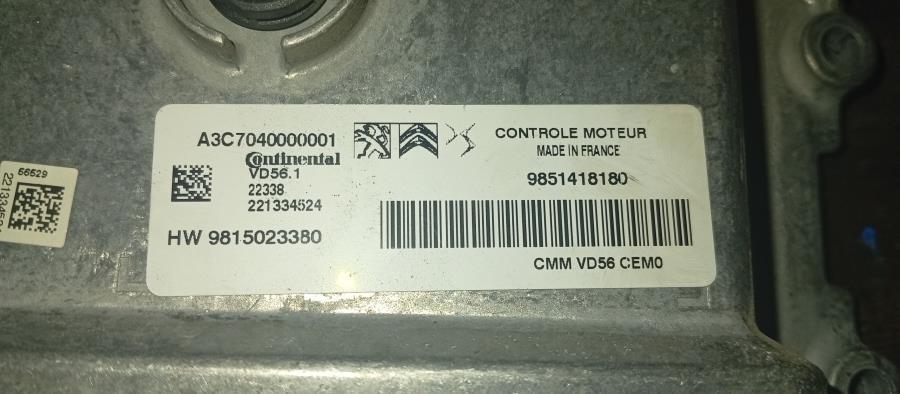 A3C7040000001
Continental
VD56.1
22338
221334524
HW 9815023380
CONTROLE MOTEUR
MADE IN FRANCE
9851418180
CMM VD56 CEM0
56529